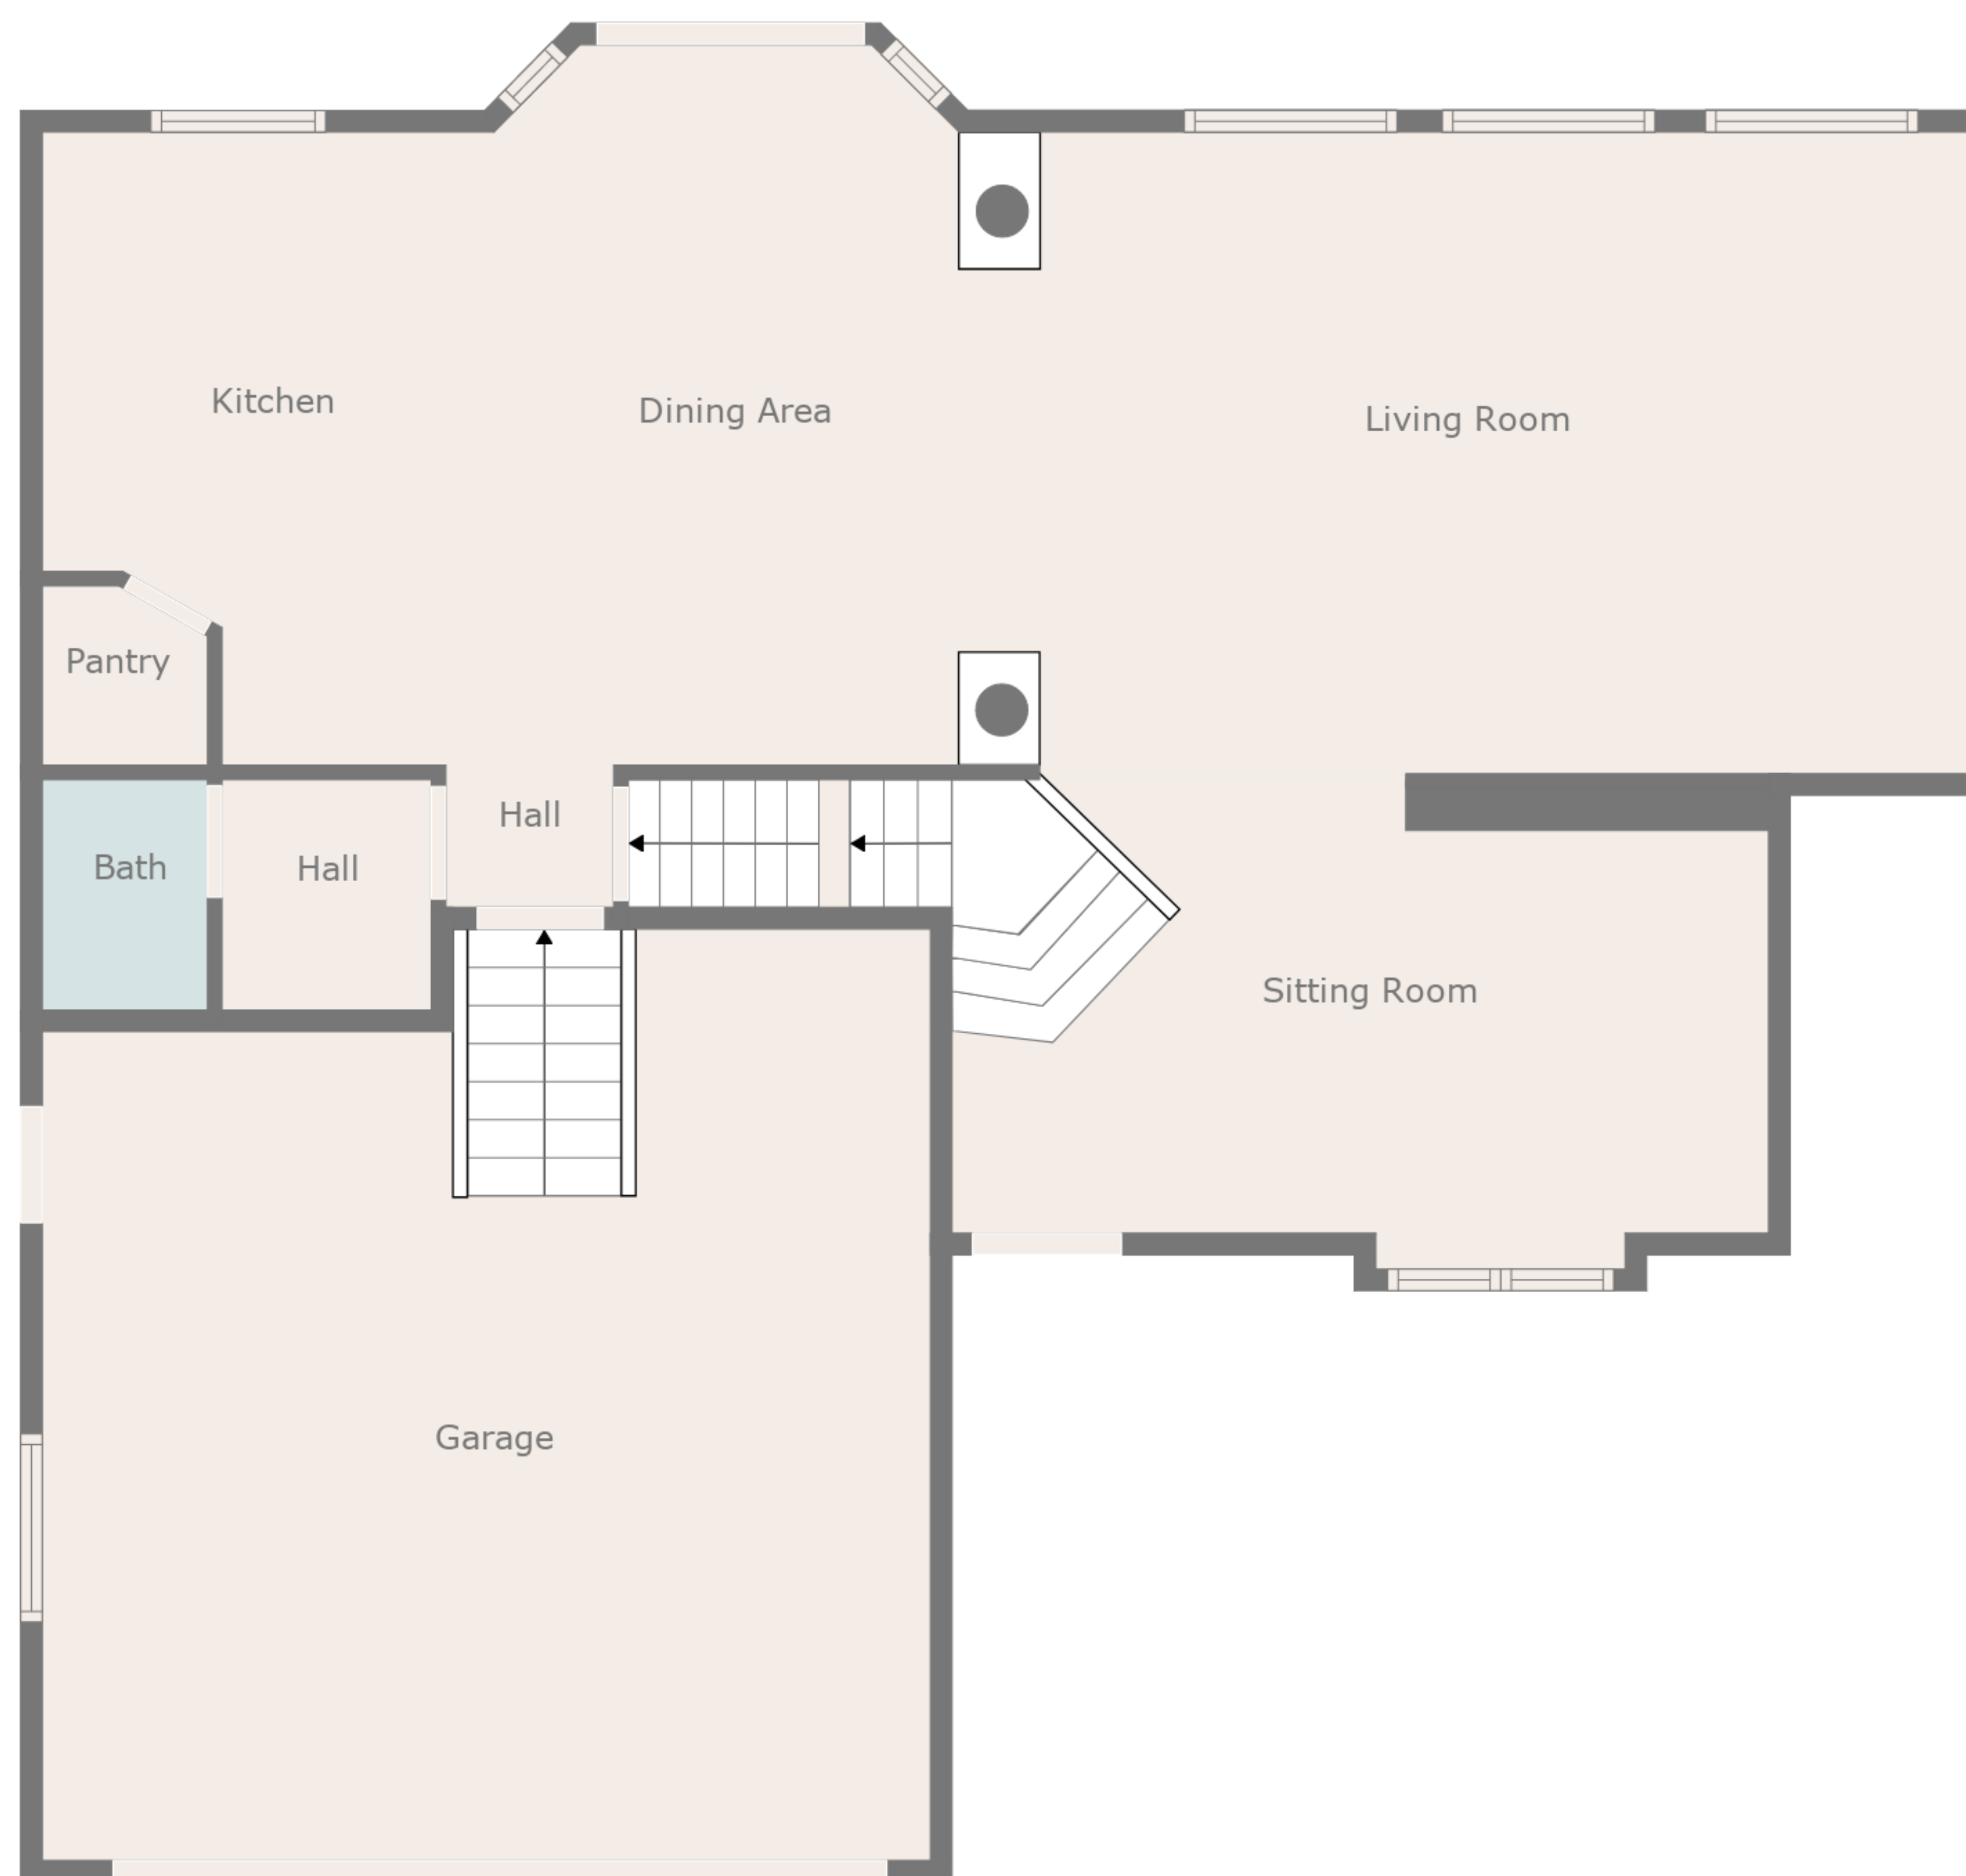 Kitchen
Dining Area
Living Room
Pantry
Hall
Bath
Hall
Sitting Room
Garage